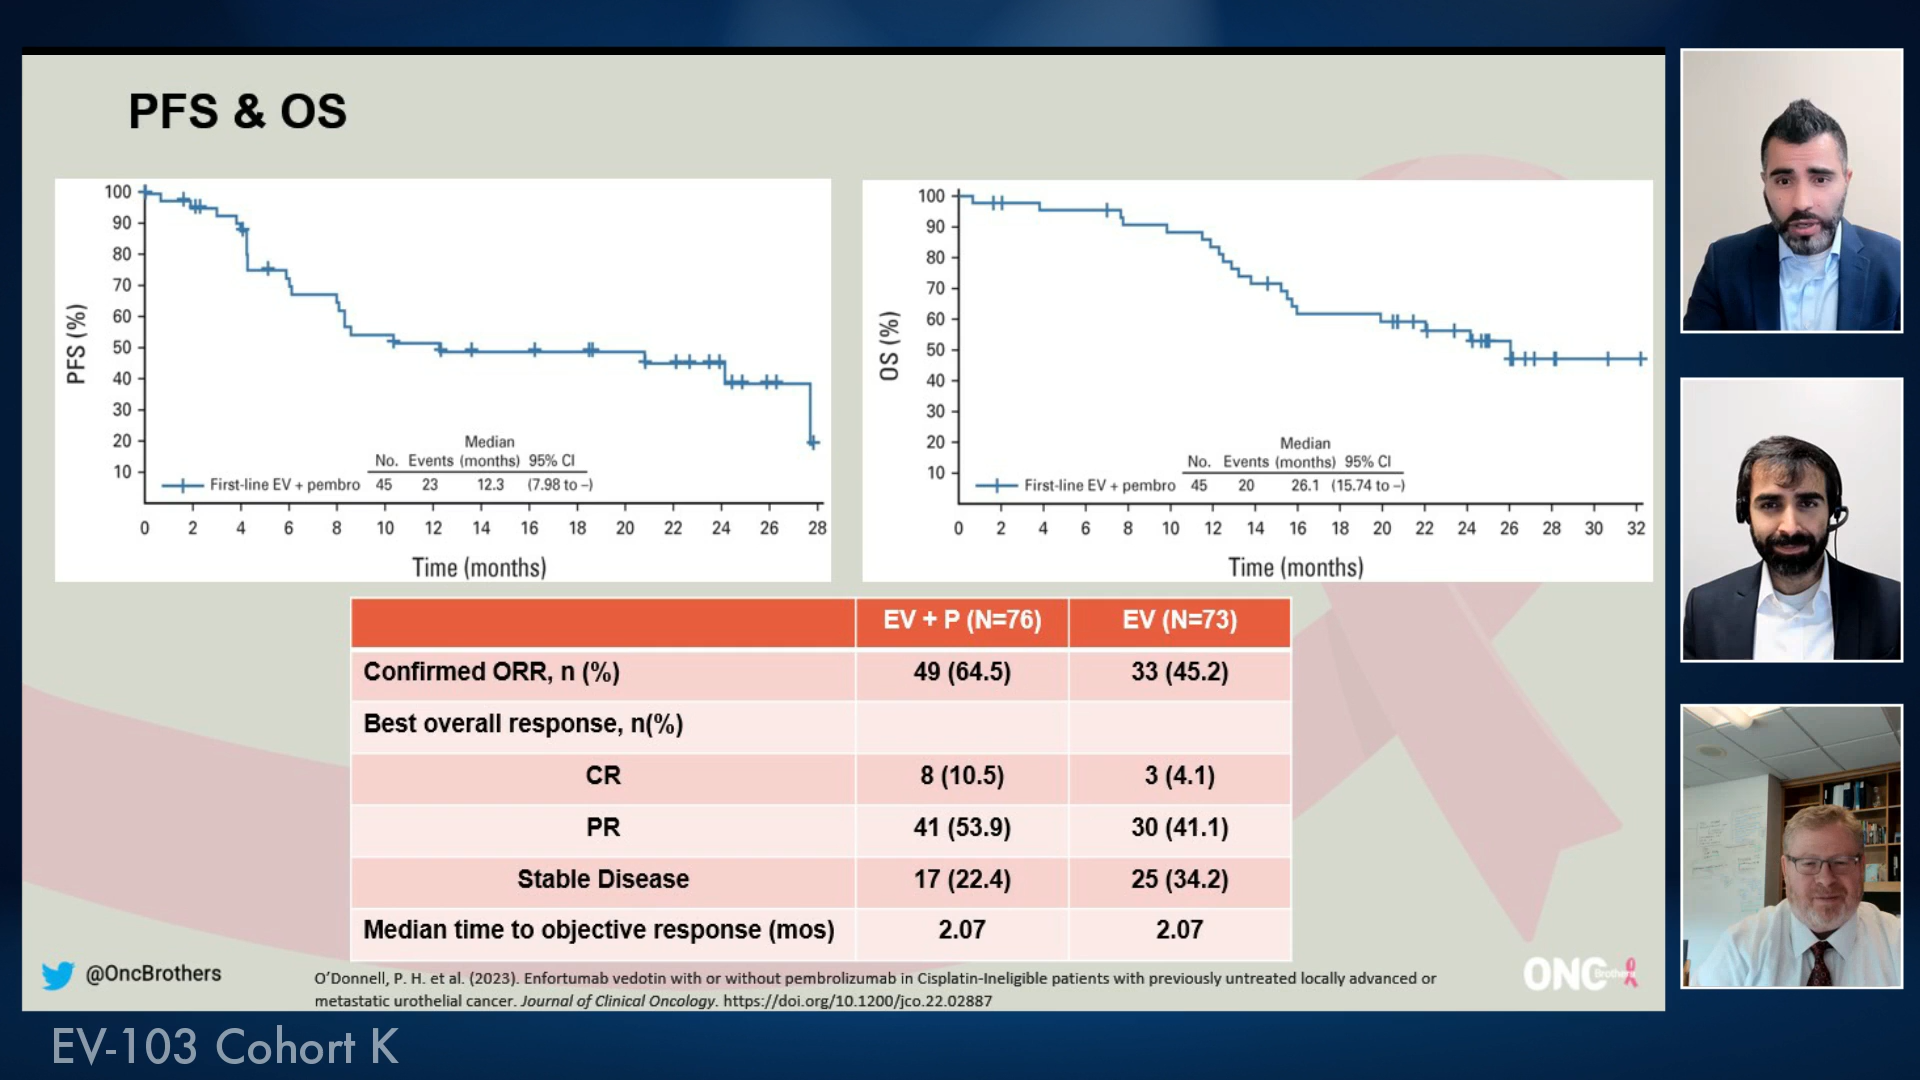 PFS & OS
PFS (%)
100
90
80
70
60
50
40
30
20
10
Median
No. Events (months) 95% CI
First-line EV + pembro 45 23 12.3 (7.98 to –)
0 2 4 6 8 10 12 14 16 18 20 22 24 26 28
Time (months)
OS (%)
100
90
80
70
60
50
40
30
20
10
Median
No. Events (months) 95% CI
First-line EV + pembro 45 20 26.1 (15.74 to –)
0 2 4 6 8 10 12 14 16 18 20 22 24 26 28 30 32
Time (months)
EV + P (N=76) EV (N=73)
Confirmed ORR, n (%) 49 (64.5) 33 (45.2)
Best overall response, n(%)
CR 8 (10.5) 3 (4.1)
PR 41 (53.9) 30 (41.1)
Stable Disease 17 (22.4) 25 (34.2)
Median time to objective response (mos) 2.07 2.07
@OncBrothers
O'Donnell, P. H. et al. (2023). Enfortumab vedotin with or without pembrolizumab in Cisplatin-Ineligible patients with previously untreated locally advanced or
metastatic urothelial cancer. Journal of Clinical Oncology. https://doi.org/10.1200/jco.22.02887
ONC Brothers
EV-103 Cohort K